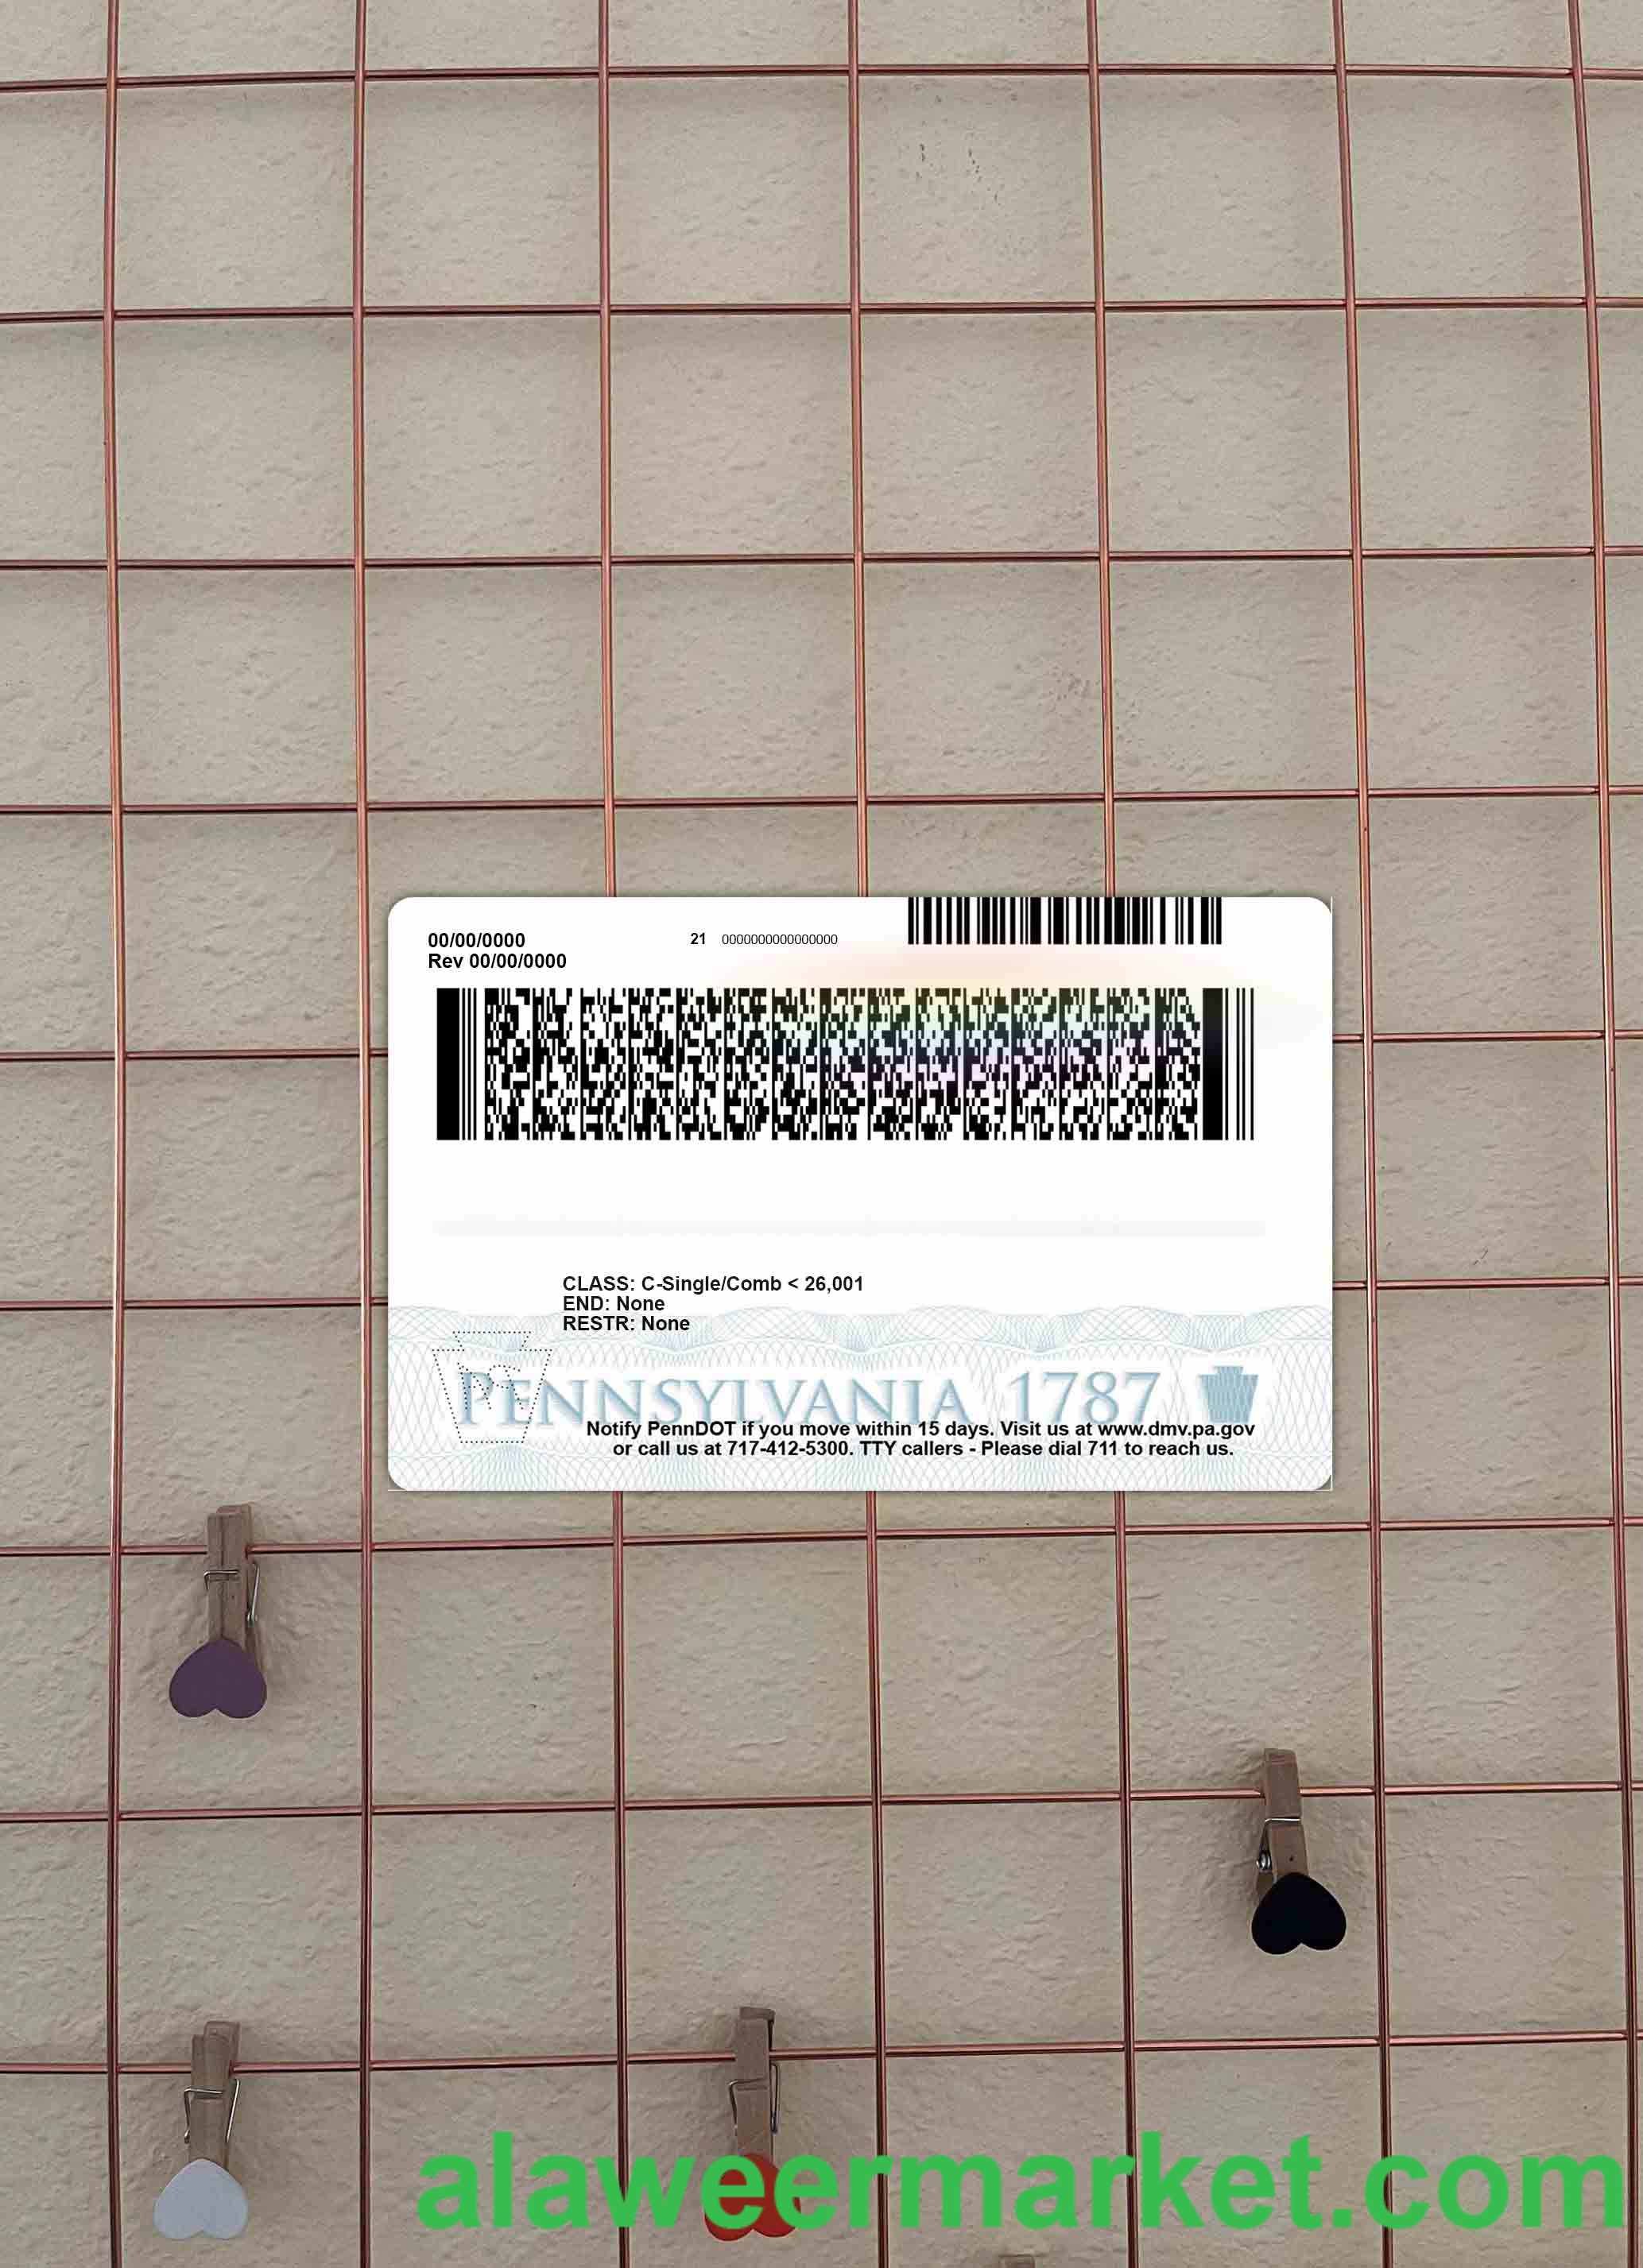 00/00/0000
Rev 00/00/0000
21 0000000000000000
CLASS: C-Single/Comb < 26,001
END: None
RESTR: None
PENNSYLVANIA 1787
Notify PennDOT if you move within 15 days. Visit us at www.dmv.pa.gov
or call us at 717-412-5300. TTY callers - Please dial 711 to reach us.
alaweermarket.com